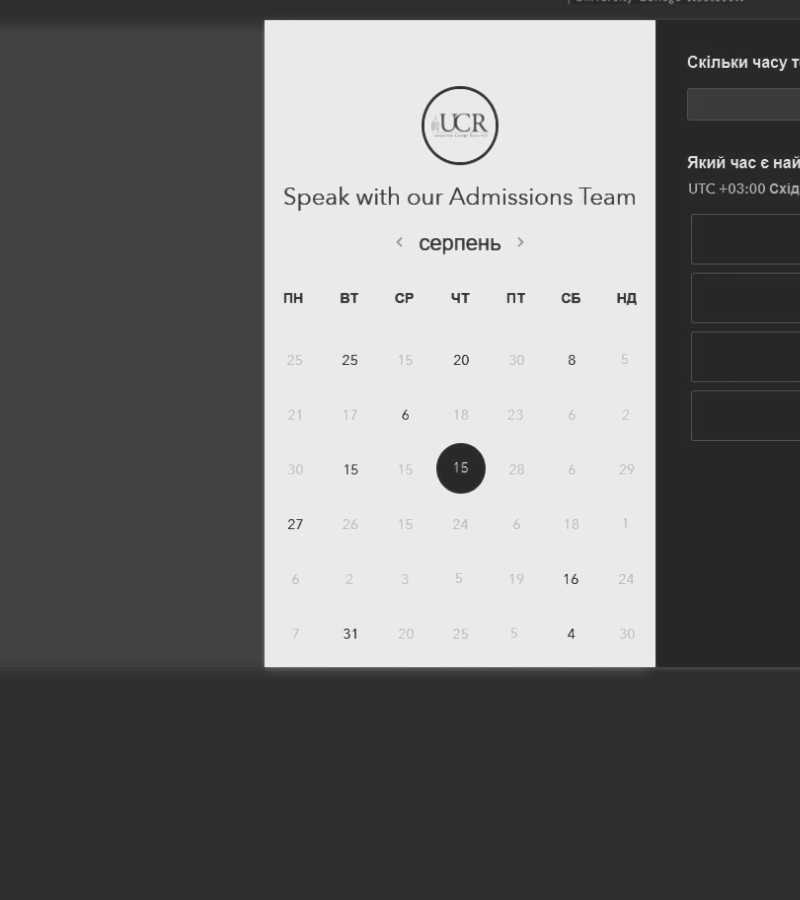 UCR
Speak with our Admissions Team
‹ серпень ›
ПН ВТ СР ЧТ ПТ СБ НД
25 25 15 20 30 8 5
21 17 6 18 23 6 2
30 15 15 15 28 6 29
27 26 15 24 6 18 1
6 2 3 5 19 16 24
7 31 20 25 5 4 30
Скільки часу т
Який час є най
UTC +03:00 Схід